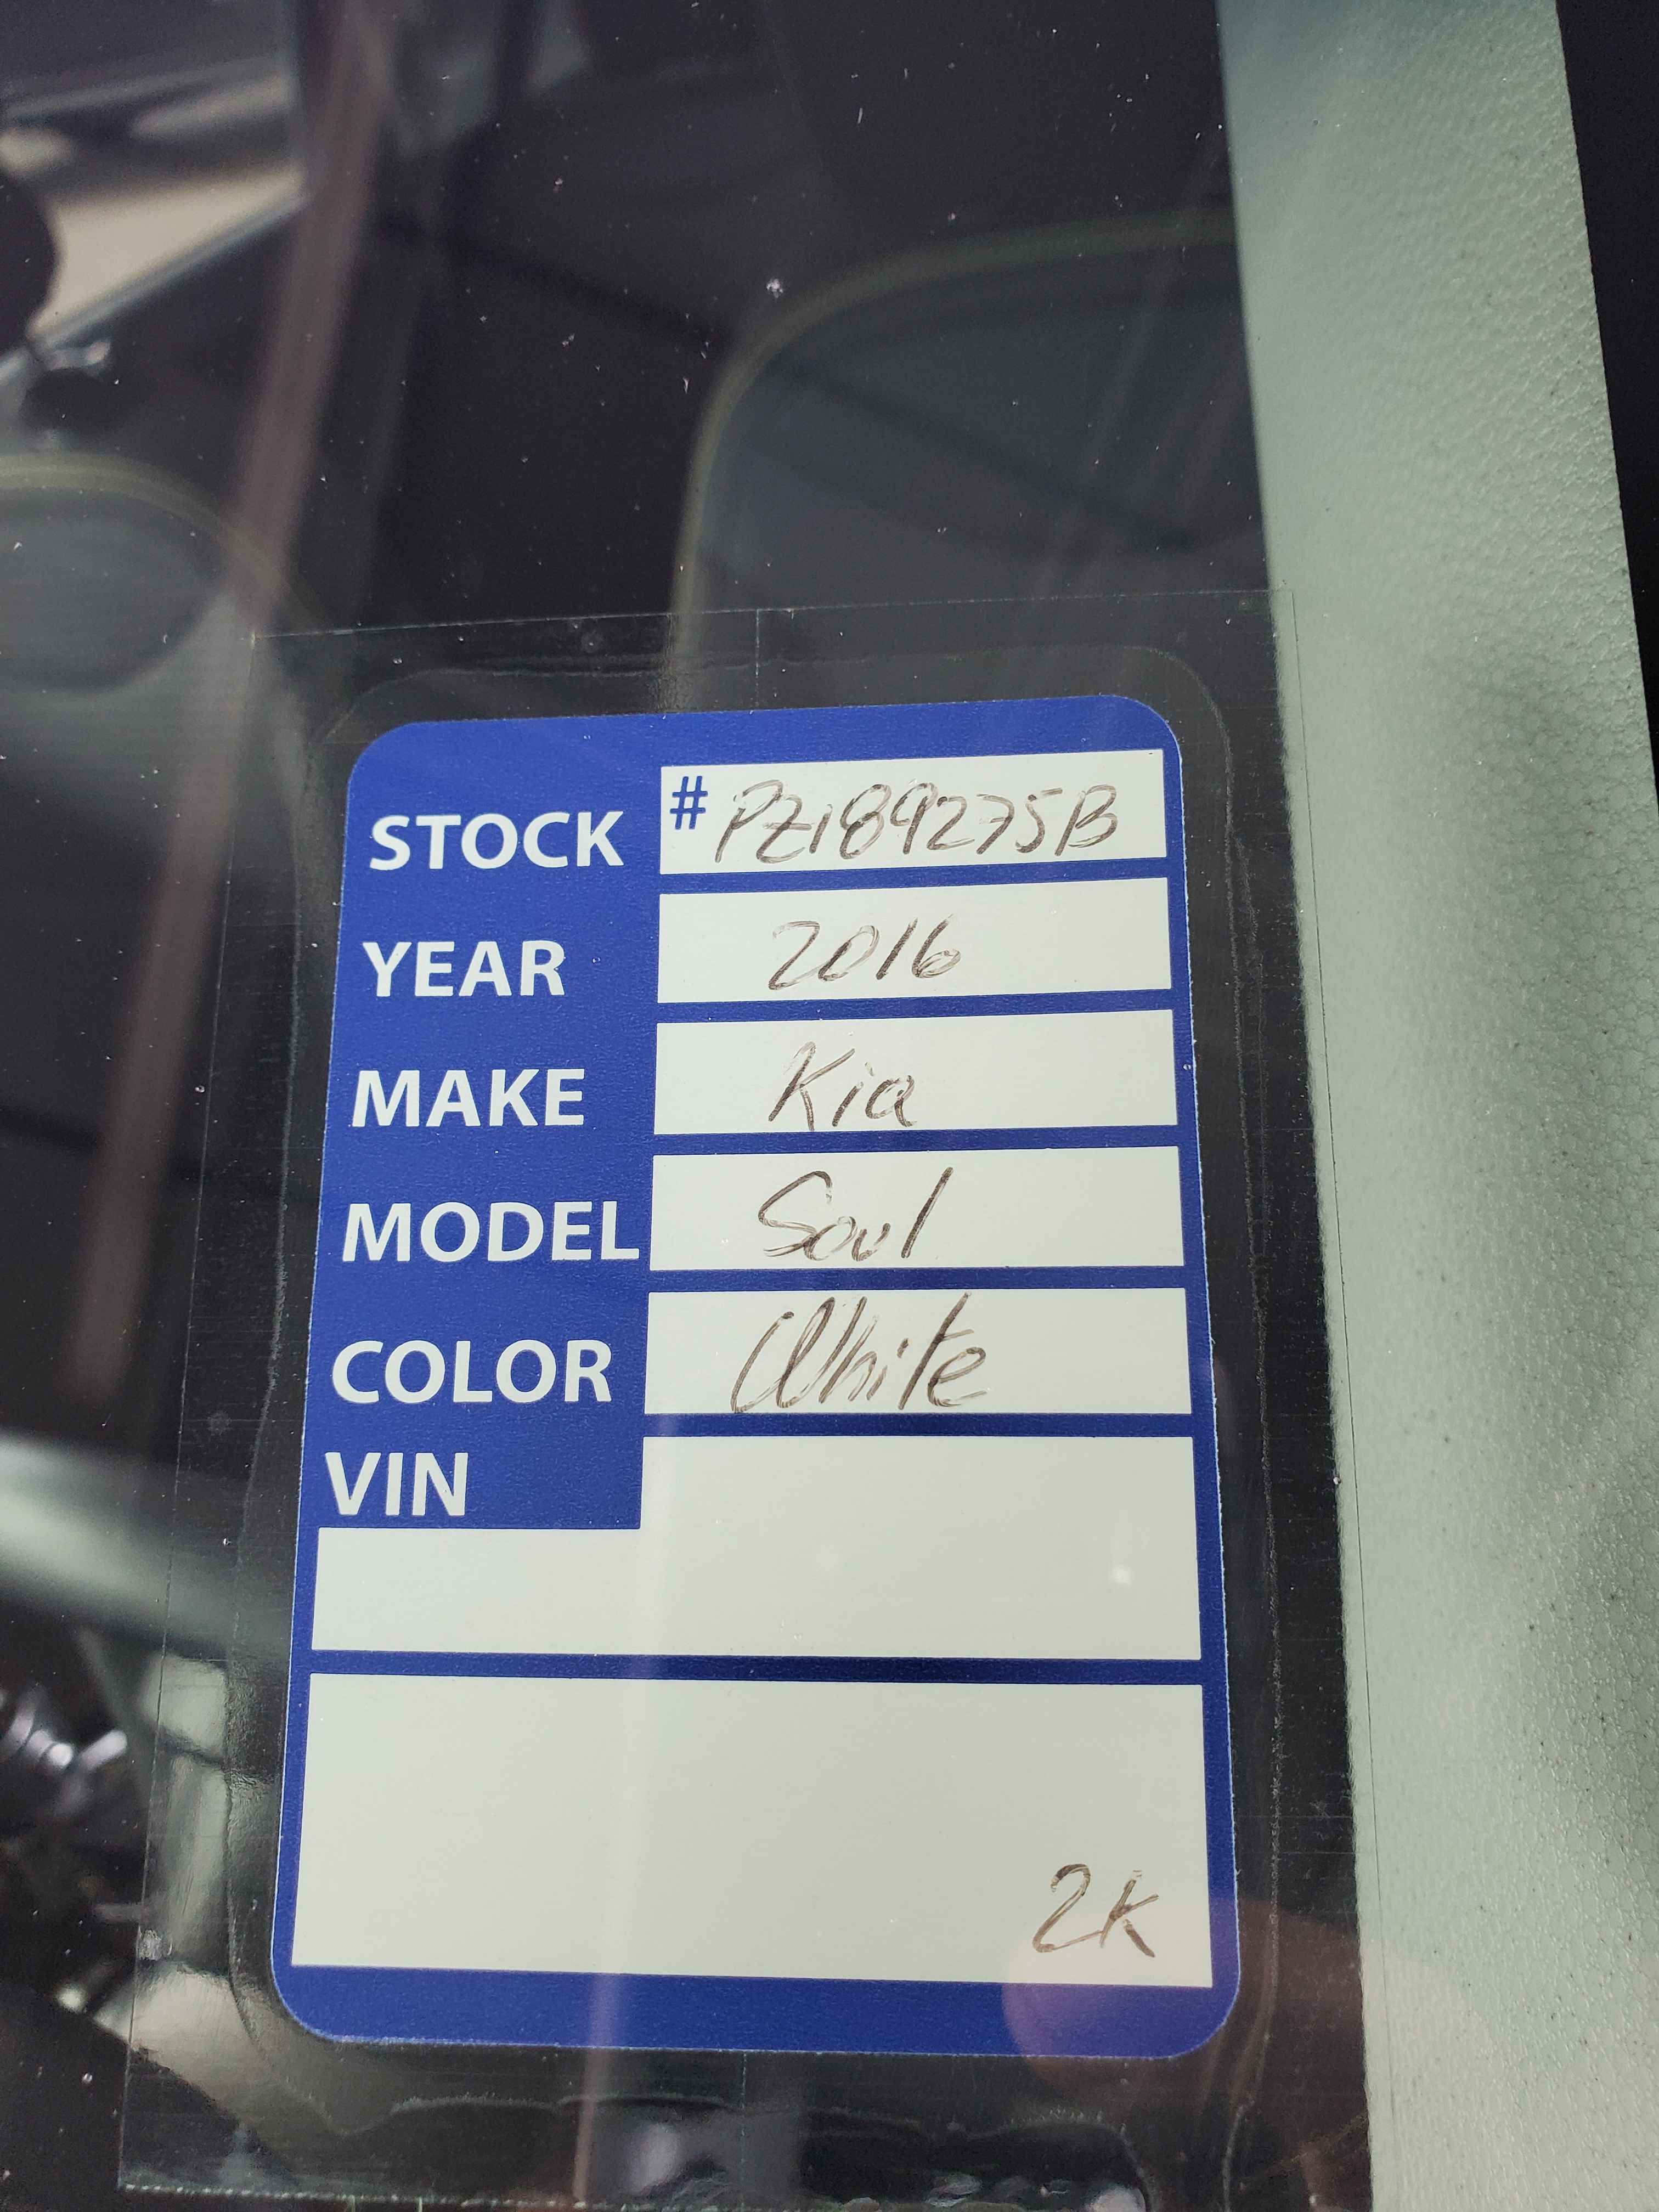 STOCK # PZ189275B
YEAR 2016
MAKE Kia
MODEL Soul
COLOR White
VIN
2K